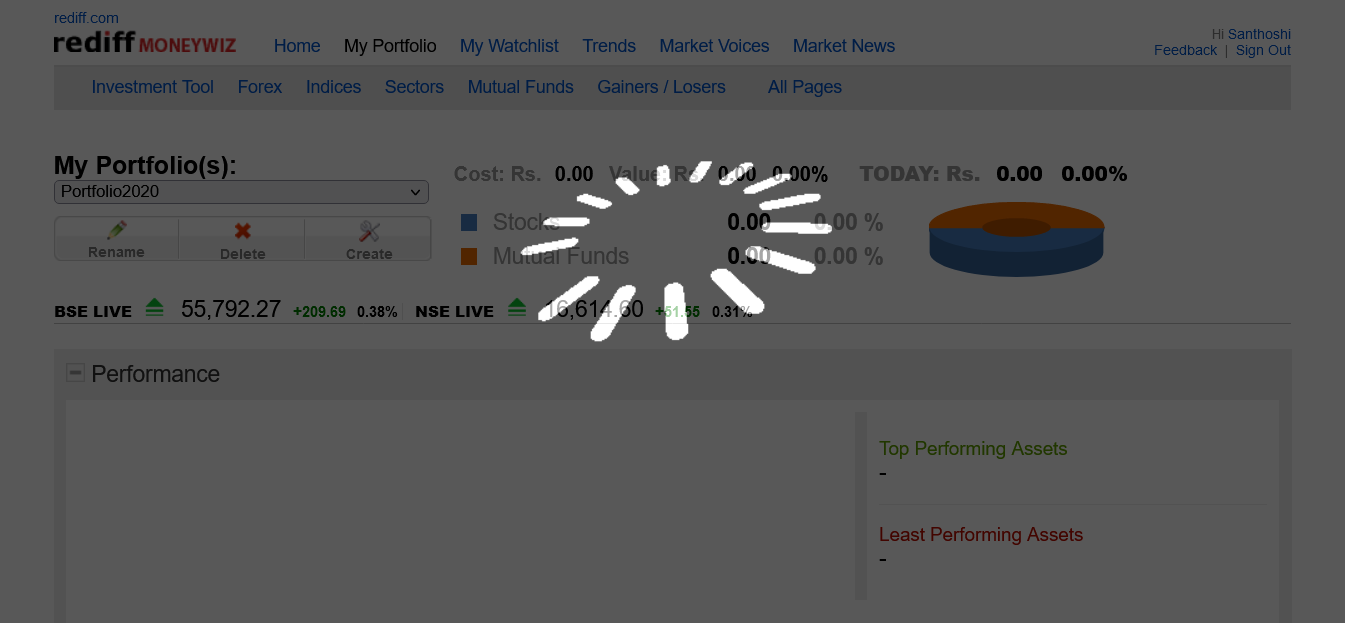 rediff.com
rediff MONEYWIZ
Home My Portfolio My Watchlist Trends Market Voices Market News
Hi Santhoshi
Feedback | Sign Out
Investment Tool Forex Indices Sectors Mutual Funds Gainers / Losers All Pages
My Portfolio(s):
Portfolio2020
Rename Delete Create
Cost: Rs. 0.00 Value: Rs. 0.00 0.00% TODAY: Rs. 0.00 0.00%
Stocks 0.00 0.00 %
Mutual Funds 0.00 0.00 %
BSE LIVE 55,792.27 +209.69 0.38% NSE LIVE 16,614.60 +51.55 0.31%
Performance
Top Performing Assets
-
Least Performing Assets
-